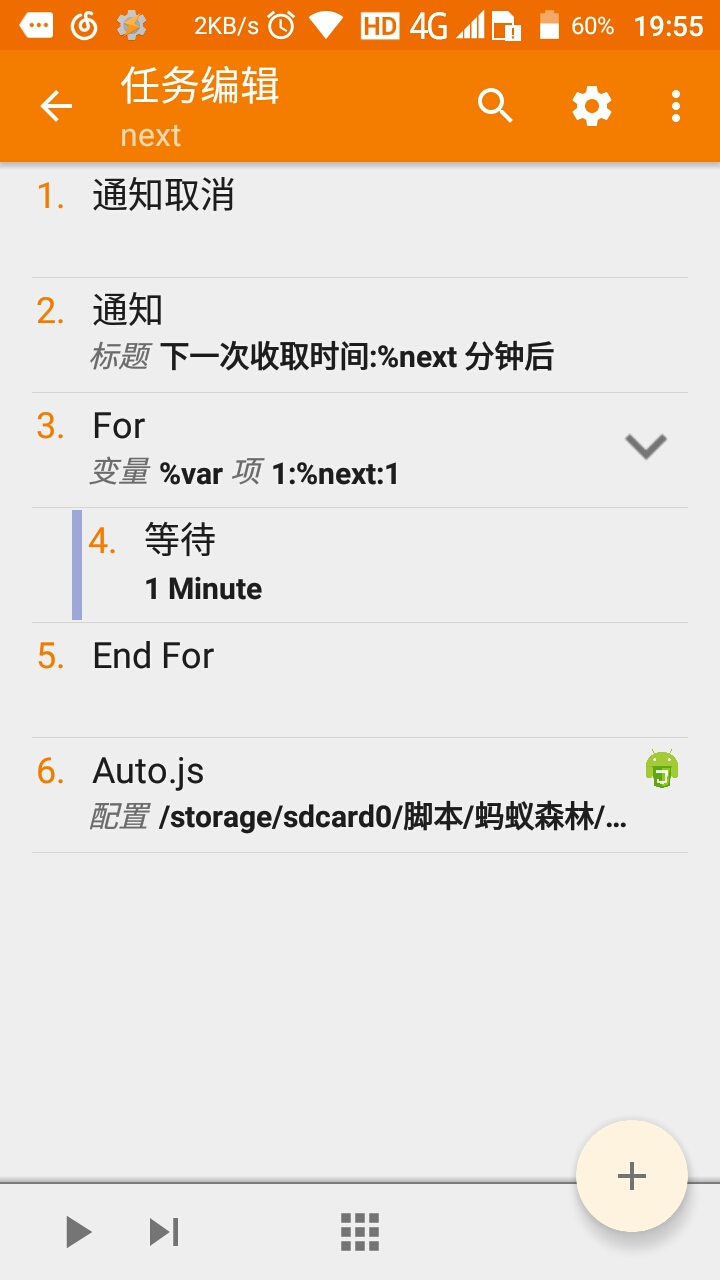 2KB/s HD 4G 60% 19:55
任务编辑
next
1. 通知取消
2. 通知
标题 下一次收取时间:%next 分钟后
3. For
变量 %var 项 1:%next:1
4. 等待
1 Minute
5. End For
6. Auto.js
配置 /storage/sdcard0/脚本/蚂蚁森林/...